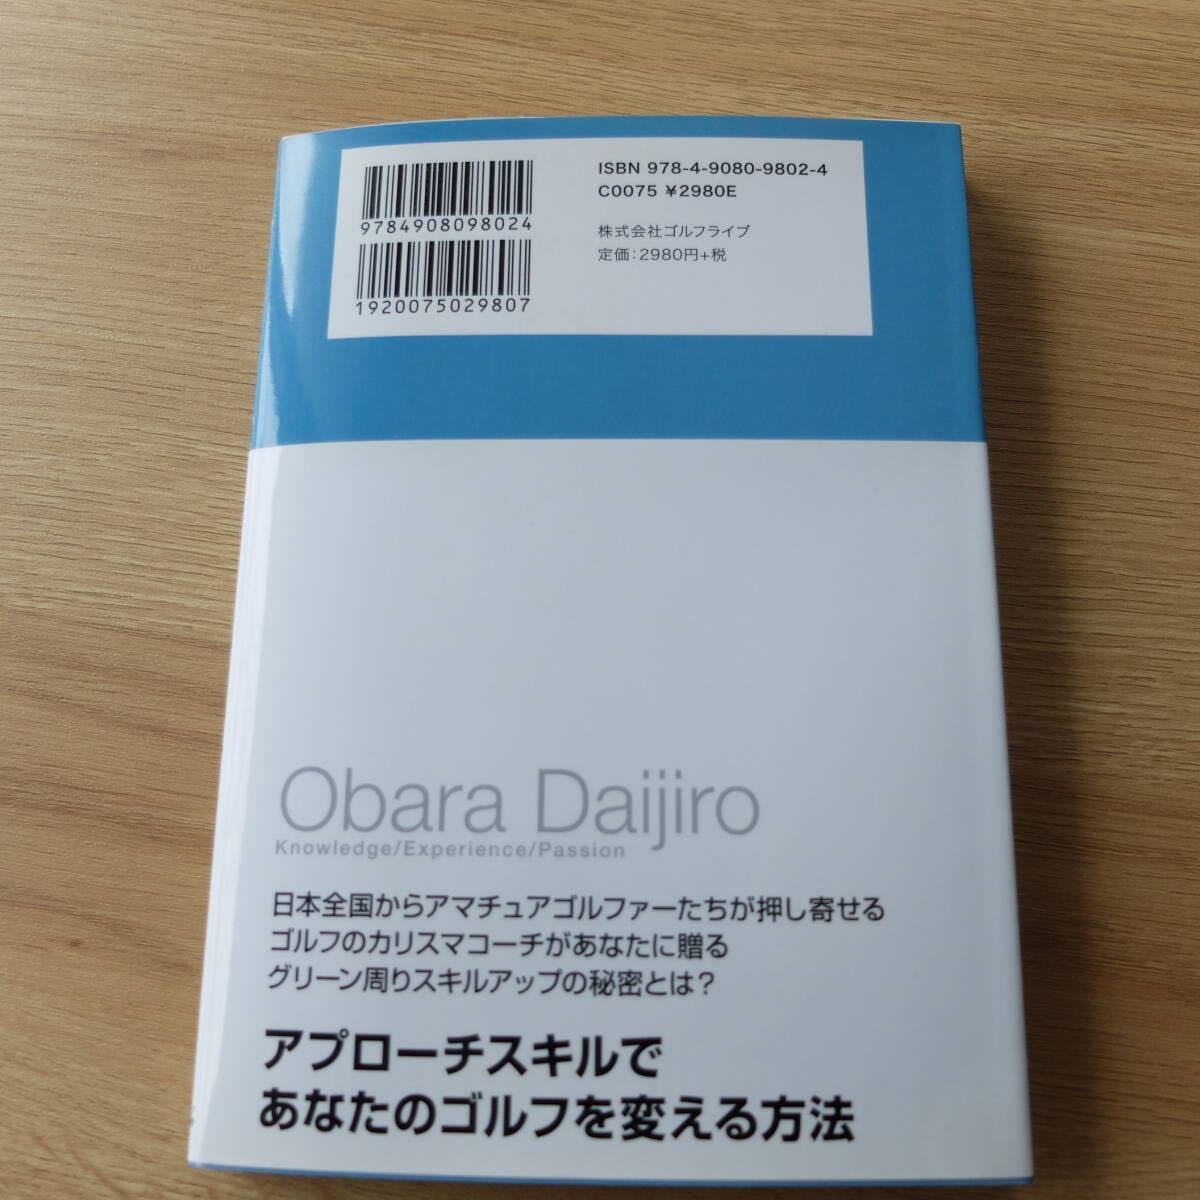 9784908098024
1920075029807
ISBN 978-4-9080-9802-4
C0075 ¥2980E
株式会社ゴルフライブ
定価:2980円+税
Obara Daijiro
Knowledge/Experience/Passion
日本全国からアマチュアゴルファーたちが押し寄せる
ゴルフのカリスマコーチがあなたに贈る
グリーン周りスキルアップの秘密とは?
アプローチスキルで
あなたのゴルフを変える方法